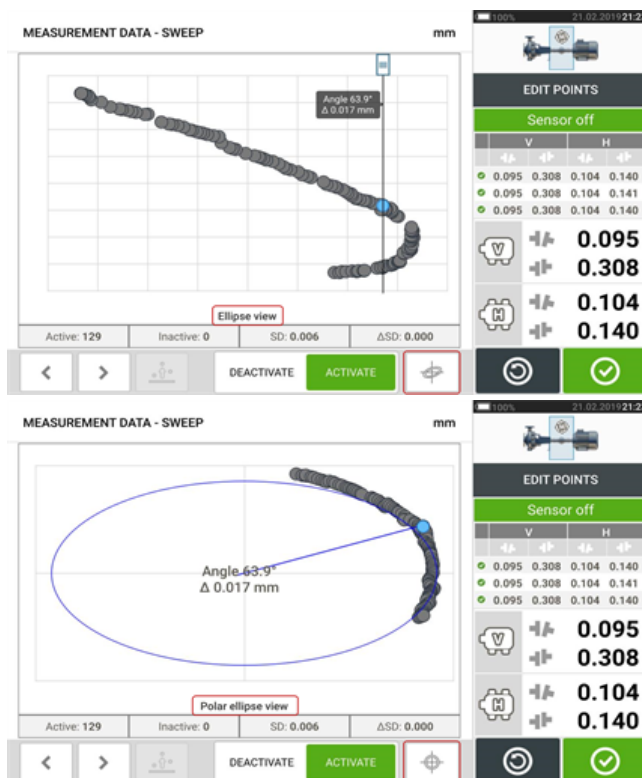 MEASUREMENT DATA - SWEEP mm
Angle 63.9°
Δ 0.017 mm
Ellipse view
Active: 129 Inactive: 0 SD: 0.006 ΔSD: 0.000
DEACTIVATE ACTIVATE
100% 21.02.2019 21:2
EDIT POINTS
Sensor off
V H
0.095 0.308 0.104 0.140
0.095 0.308 0.104 0.141
0.095 0.308 0.104 0.140
V 0.095
0.308
H 0.104
0.140
MEASUREMENT DATA - SWEEP mm
Angle 63.9°
Δ 0.017 mm
Polar ellipse view
Active: 129 Inactive: 0 SD: 0.006 ΔSD: 0.000
DEACTIVATE ACTIVATE
100% 21.02.2019 21:2
EDIT POINTS
Sensor off
V H
0.095 0.308 0.104 0.140
0.095 0.308 0.104 0.141
0.095 0.308 0.104 0.140
V 0.095
0.308
H 0.104
0.140